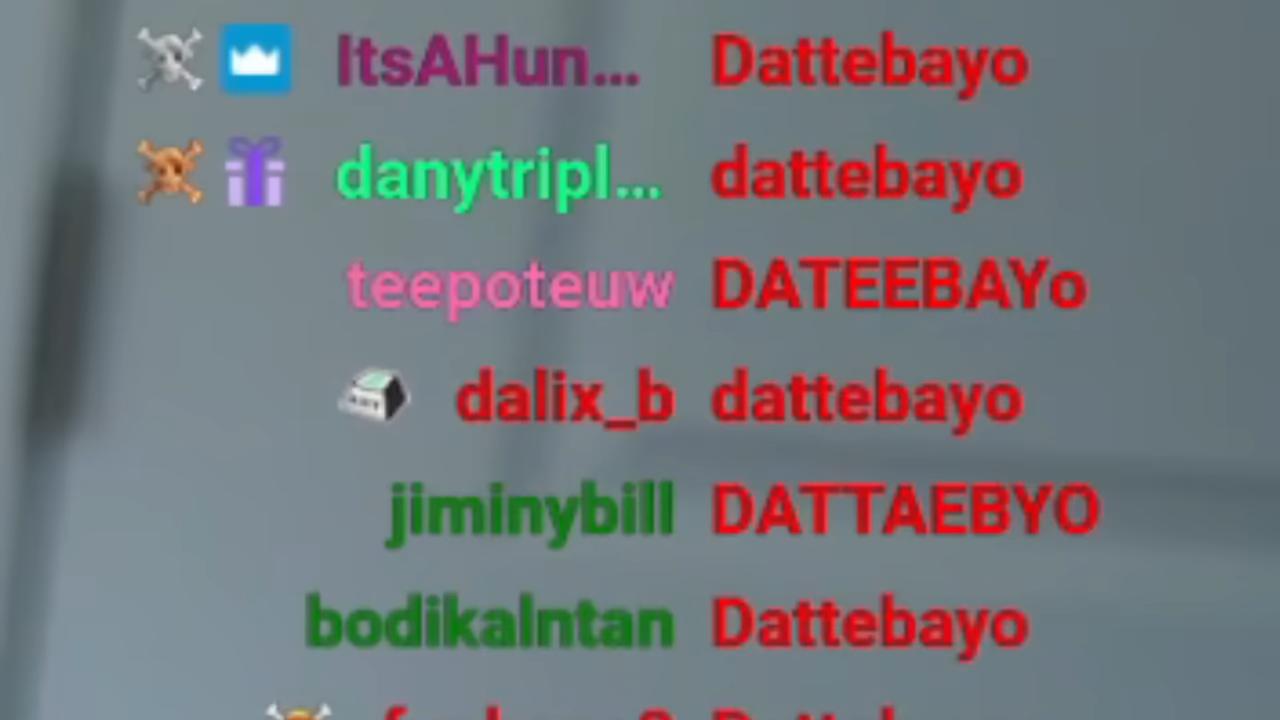 ItsAHun... Dattebayo
danytripl... dattebayo
teepoteuw DATEEBAYo
dalix_b dattebayo
jiminybill DATTAEBYO
bodikalntan Dattebayo